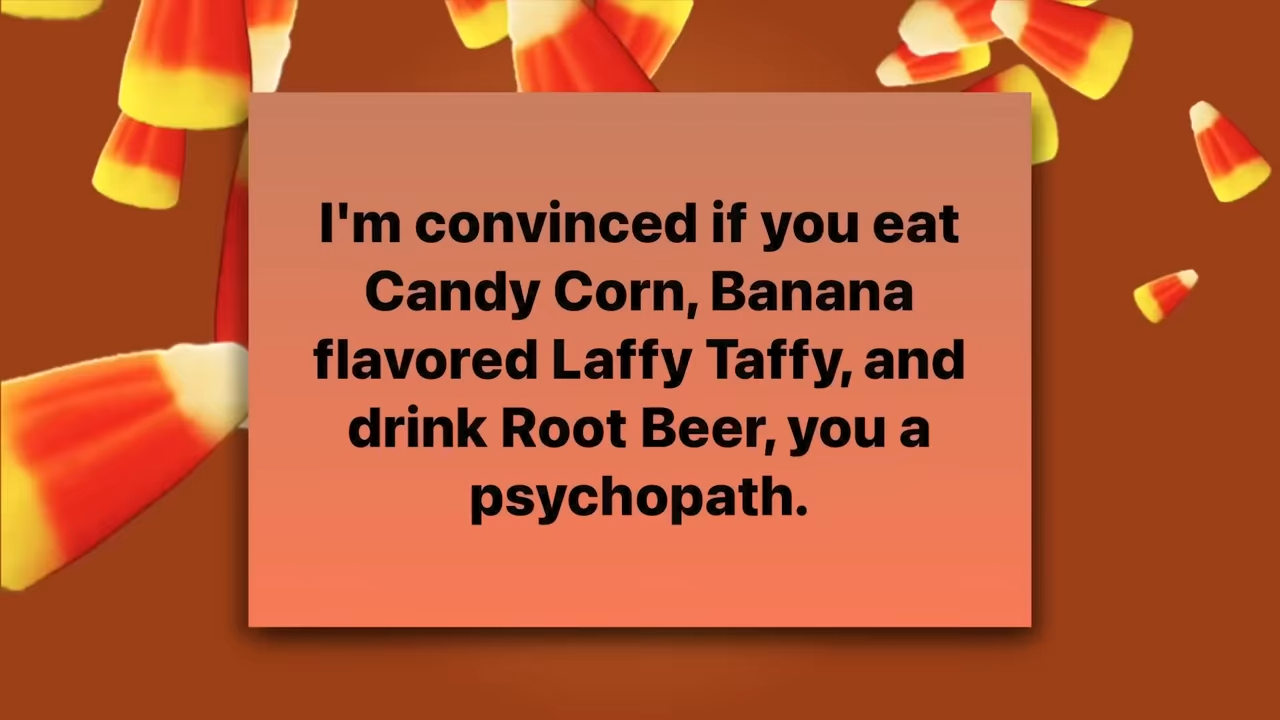 I'm convinced if you eat
Candy Corn, Banana
flavored Laffy Taffy, and
drink Root Beer, you a
psychopath.